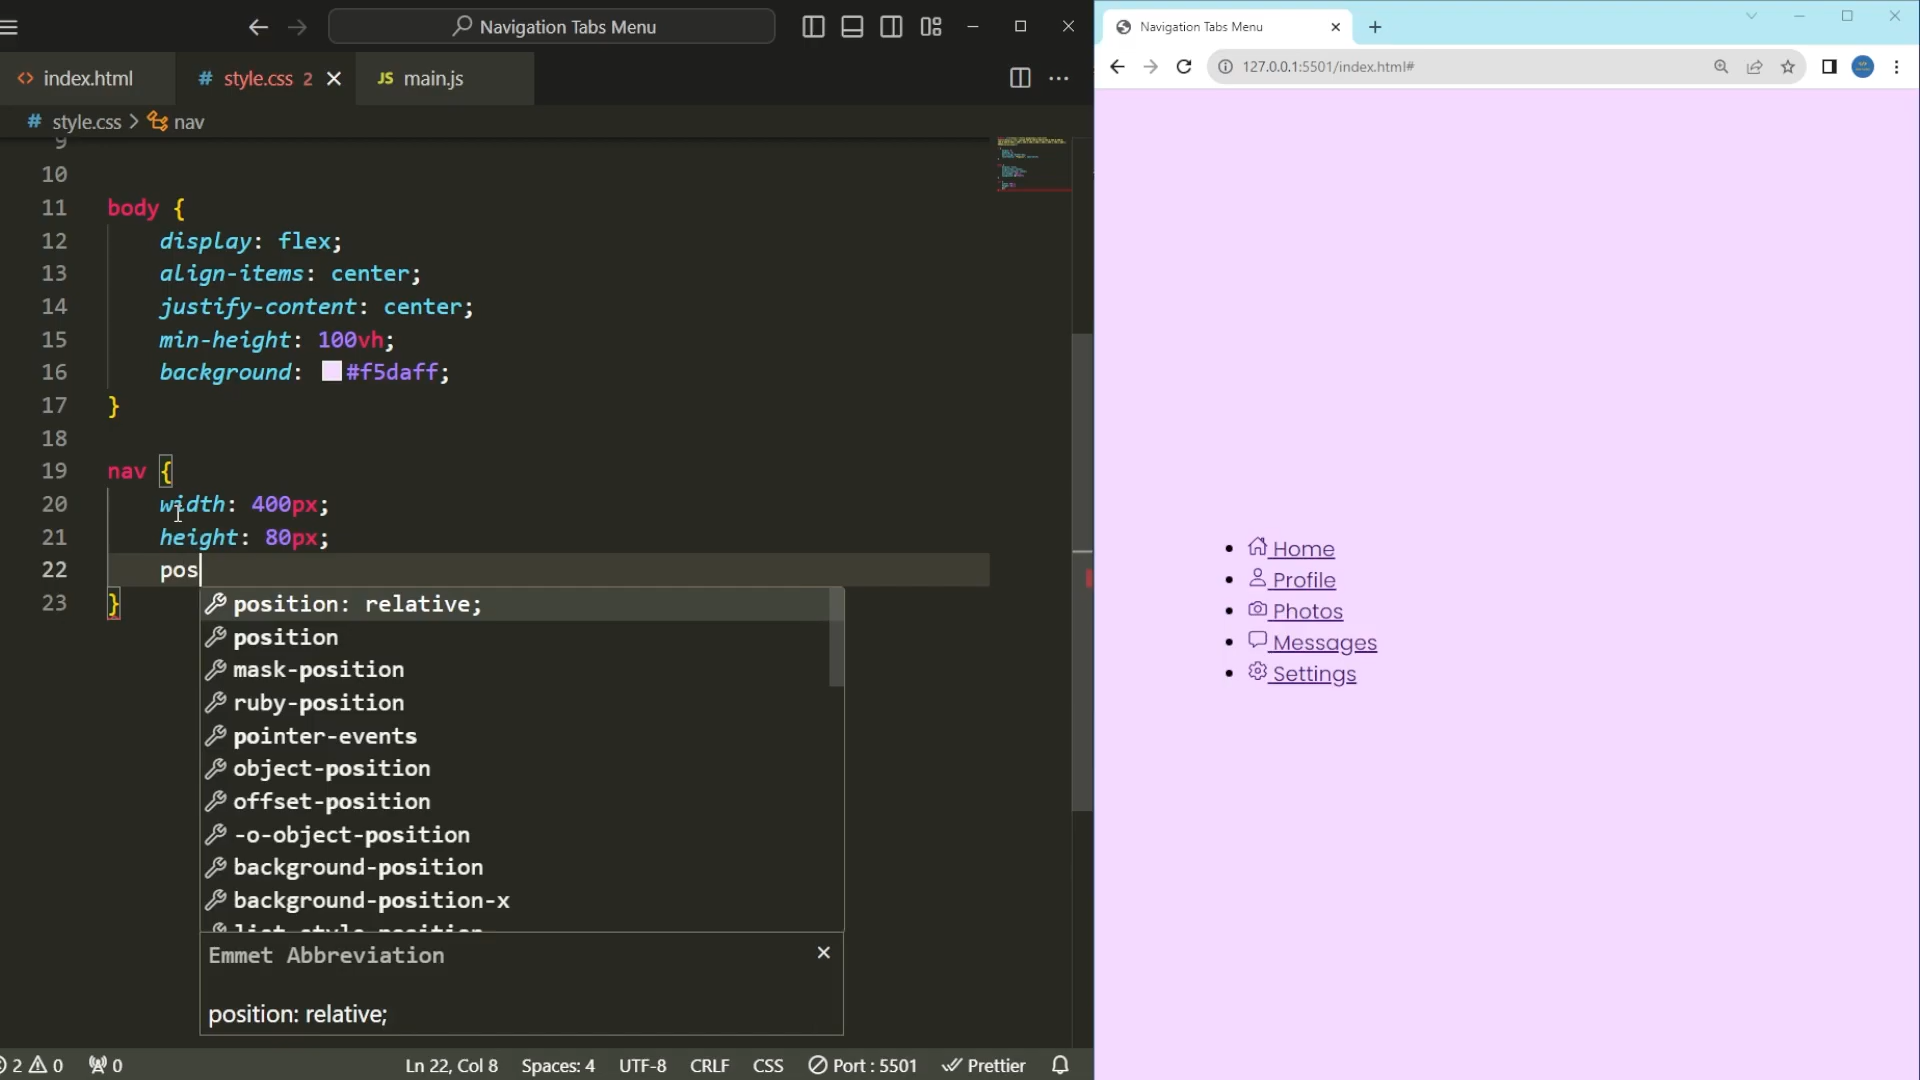 Navigation Tabs Menu
<> index.html
# style.css 2
JS main.js
# style.css > nav
9
10
11 body {
12 display: flex;
13 align-items: center;
14 justify-content: center;
15 min-height: 100vh;
16 background: #f5daff;
17 }
18
19 nav {
20 width: 400px;
21 height: 80px;
22 pos
23 }
position: relative;
position
mask-position
ruby-position
pointer-events
object-position
offset-position
-o-object-position
background-position
background-position-x
list-style-position
Emmet Abbreviation
position: relative;
2 0 0 Ln 22, Col 8 Spaces: 4 UTF-8 CRLF CSS Port : 5501 Prettier
Navigation Tabs Menu
127.0.0.1:5501/index.html#
• Home
• Profile
• Photos
• Messages
• Settings